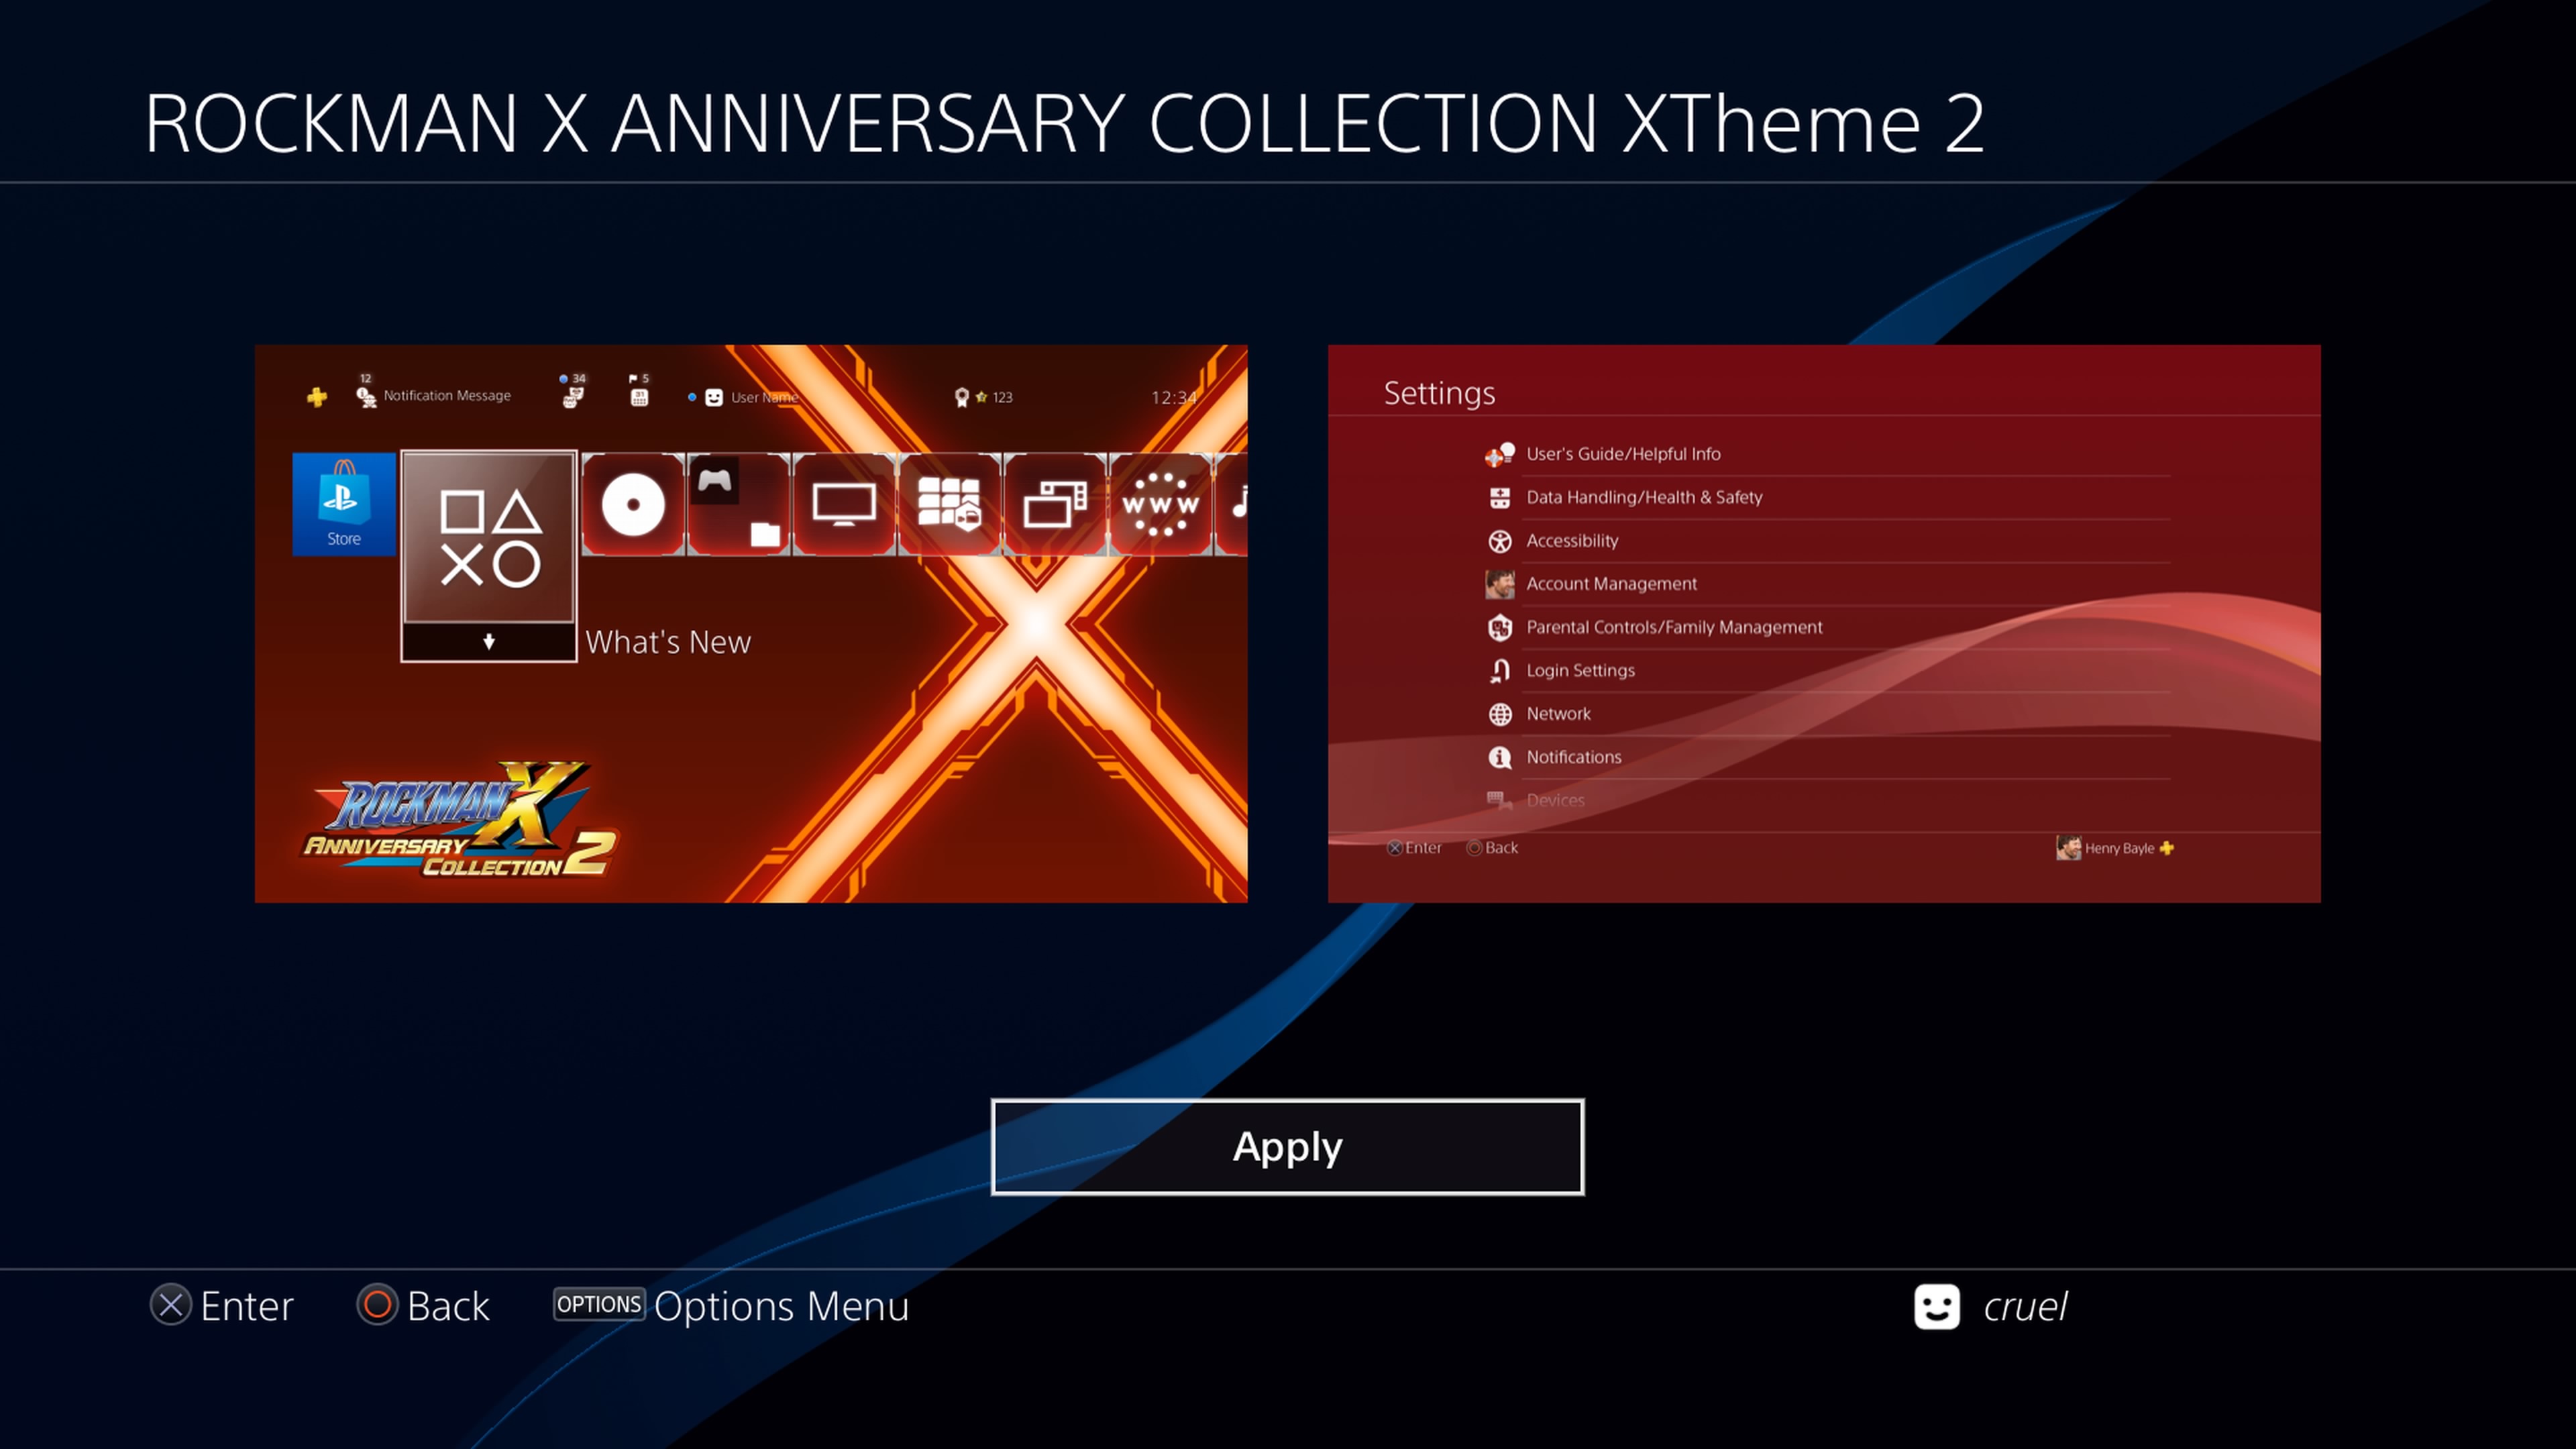 ROCKMAN X ANNIVERSARY COLLECTION XTheme 2
12
Notification Message
34
5
31
User Name
123
12:34
Store
WWW
What's New
ROCKMAN X
ANNIVERSARY
COLLECTION 2
Settings
User's Guide/Helpful Info
Data Handling/Health & Safety
Accessibility
Account Management
Parental Controls/Family Management
Login Settings
Network
Notifications
Devices
Enter Back Henry Bayle
Apply
Enter Back OPTIONS Options Menu cruel